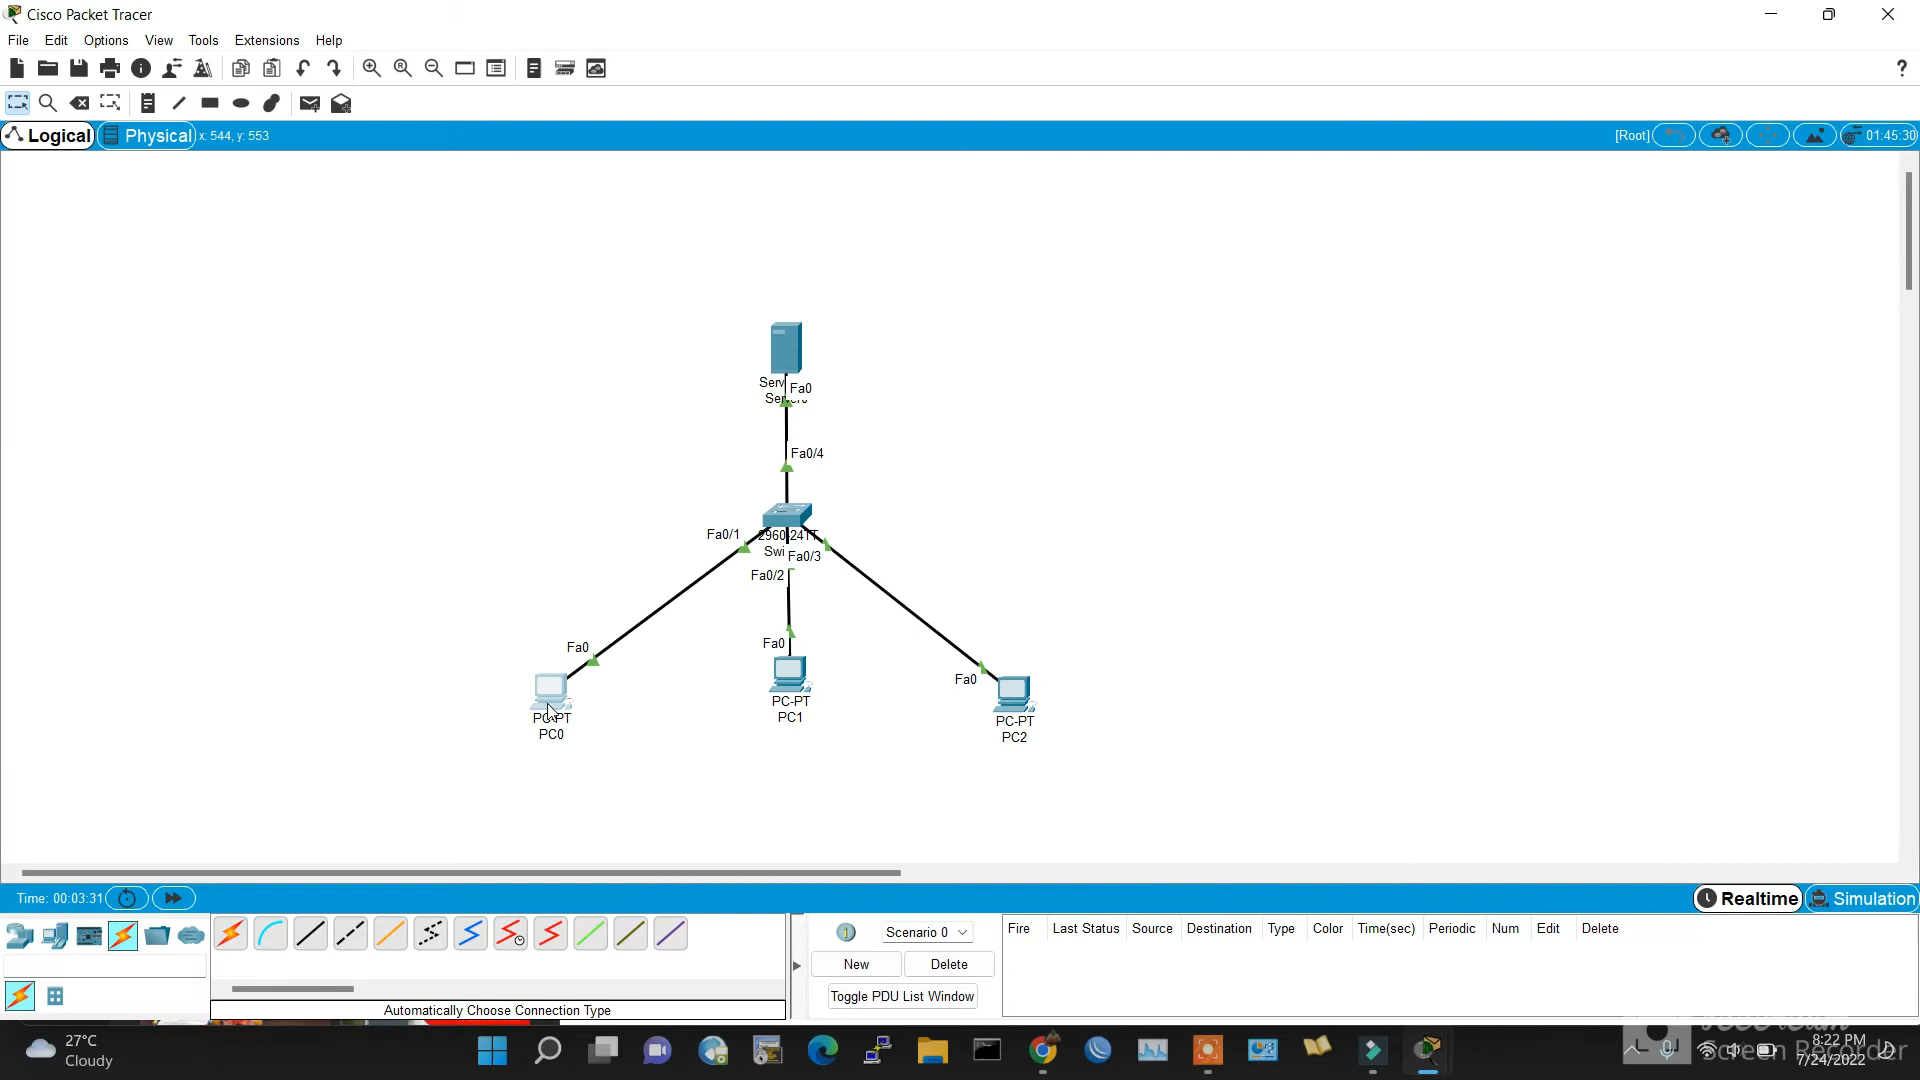 Cisco Packet Tracer
File Edit Options View Tools Extensions Help
?
Logical Physical x: 544, y: 553 [Root] 01:45:30
Fa0
Fa0/4
Fa0/1
2960-24TT
Fa0/3
Fa0/2
Fa0
Fa0
Fa0
PC-PT
PC0
PC-PT
PC1
PC-PT
PC2
Time: 00:03:31 Realtime Simulation
Scenario 0
New Delete
Toggle PDU List Window
Fire Last Status Source Destination Type Color Time(sec) Periodic Num Edit Delete
Automatically Choose Connection Type
27°C
Cloudy
8:22 PM
7/24/2022
Screen Recorder